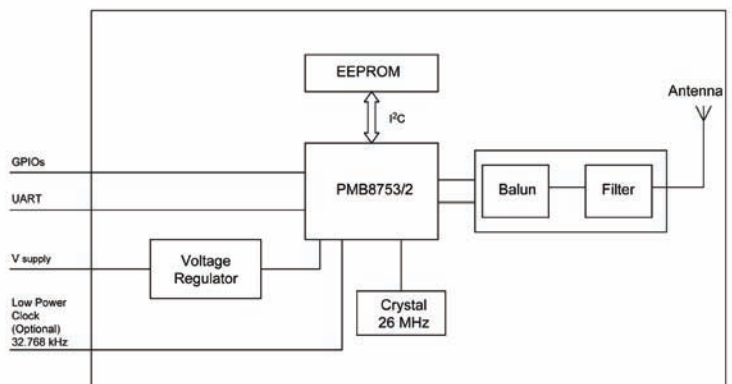 EEPROM
I²C
Antenna
GPIOs
UART
PMB8753/2
Balun
Filter
V supply
Voltage
Regulator
Low Power
Clock
(Optional)
32.768 kHz
Crystal
26 MHz